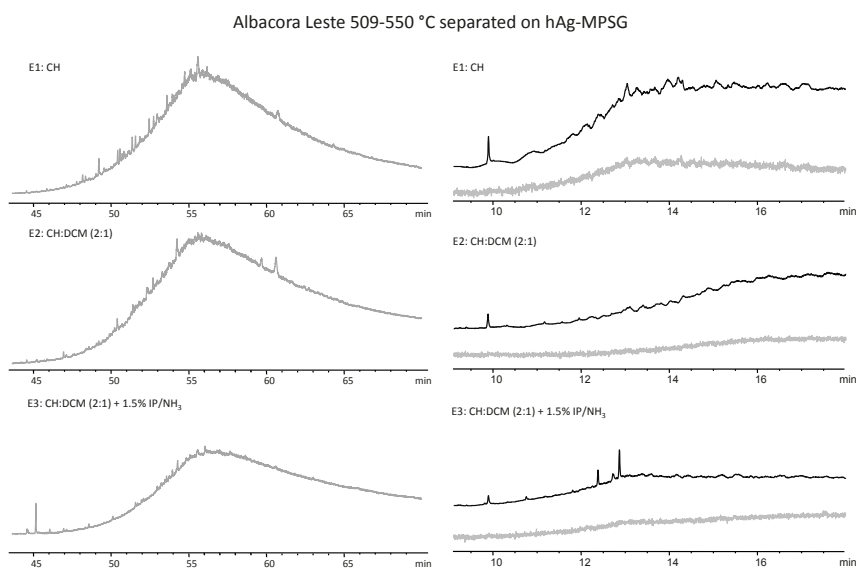 Albacora Leste 509-550 °C separated on hAg-MPSG
E1: CH
45 50 55 60 65 min
E2: CH:DCM (2:1)
45 50 55 60 65 min
E3: CH:DCM (2:1) + 1.5% IP/NH₃
45 50 55 60 65 min
E1: CH
10 12 14 16 min
E2: CH:DCM (2:1)
10 12 14 16 min
E3: CH:DCM (2:1) + 1.5% IP/NH₃
10 12 14 16 min